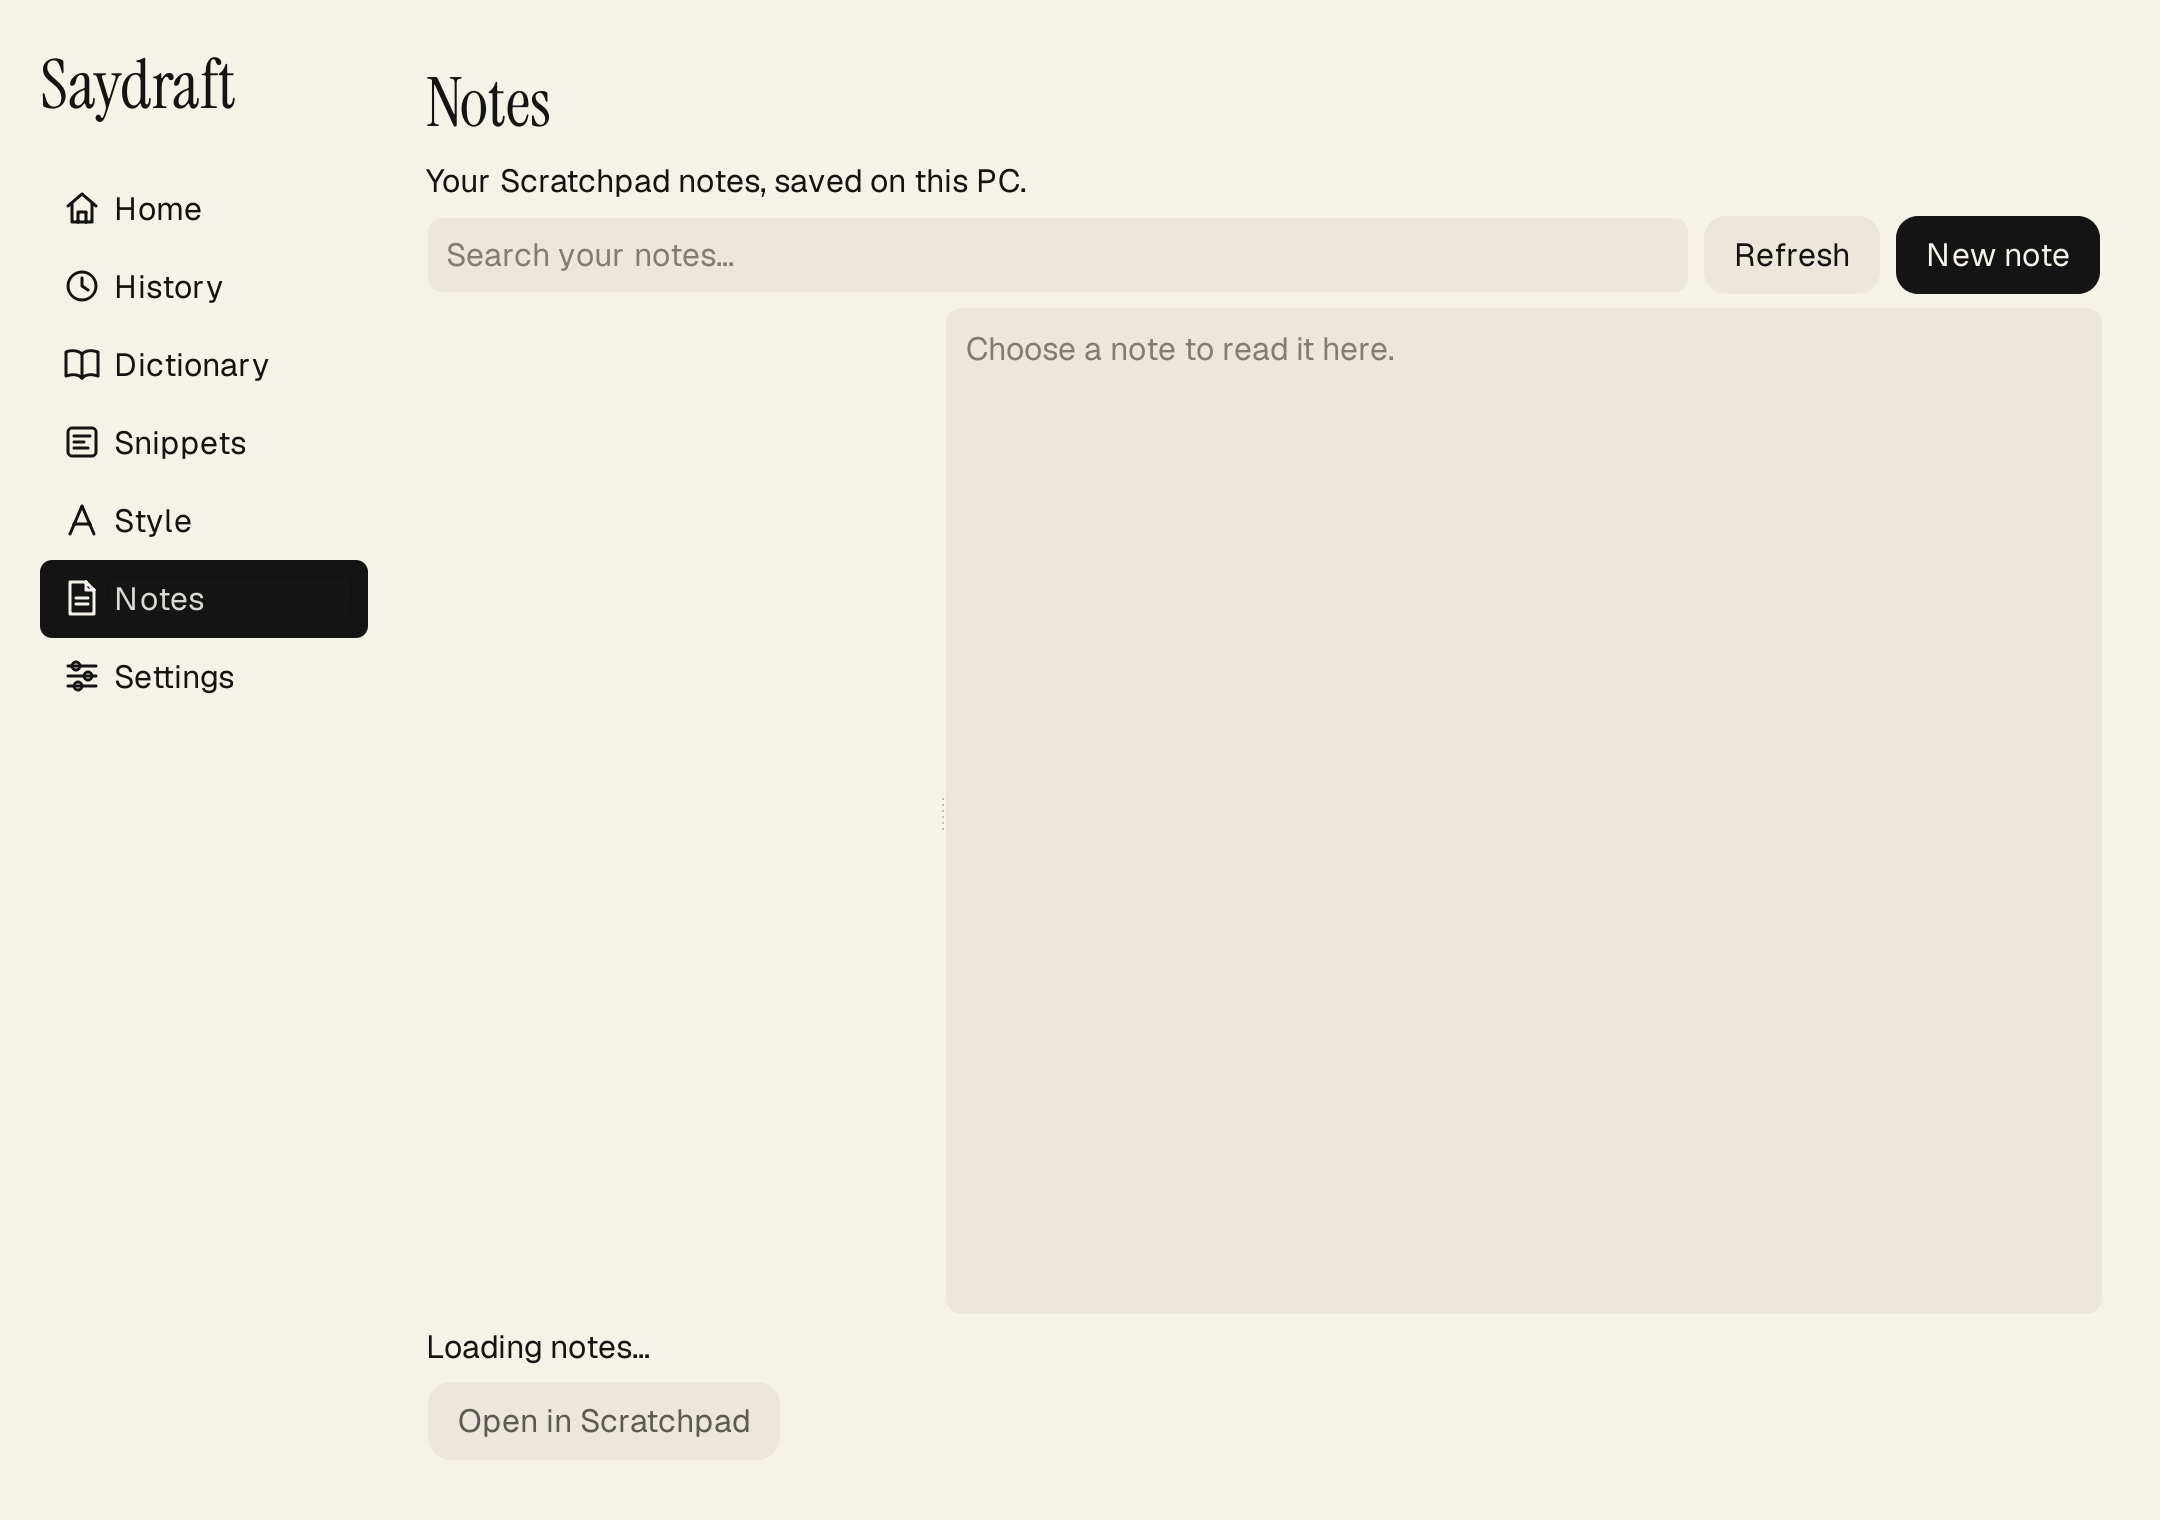 Saydraft
Home
History
Dictionary
Snippets
Style
Notes
Settings
Notes
Your Scratchpad notes, saved on this PC.
Search your notes…
Refresh
New note
Choose a note to read it here.
Loading notes…
Open in Scratchpad